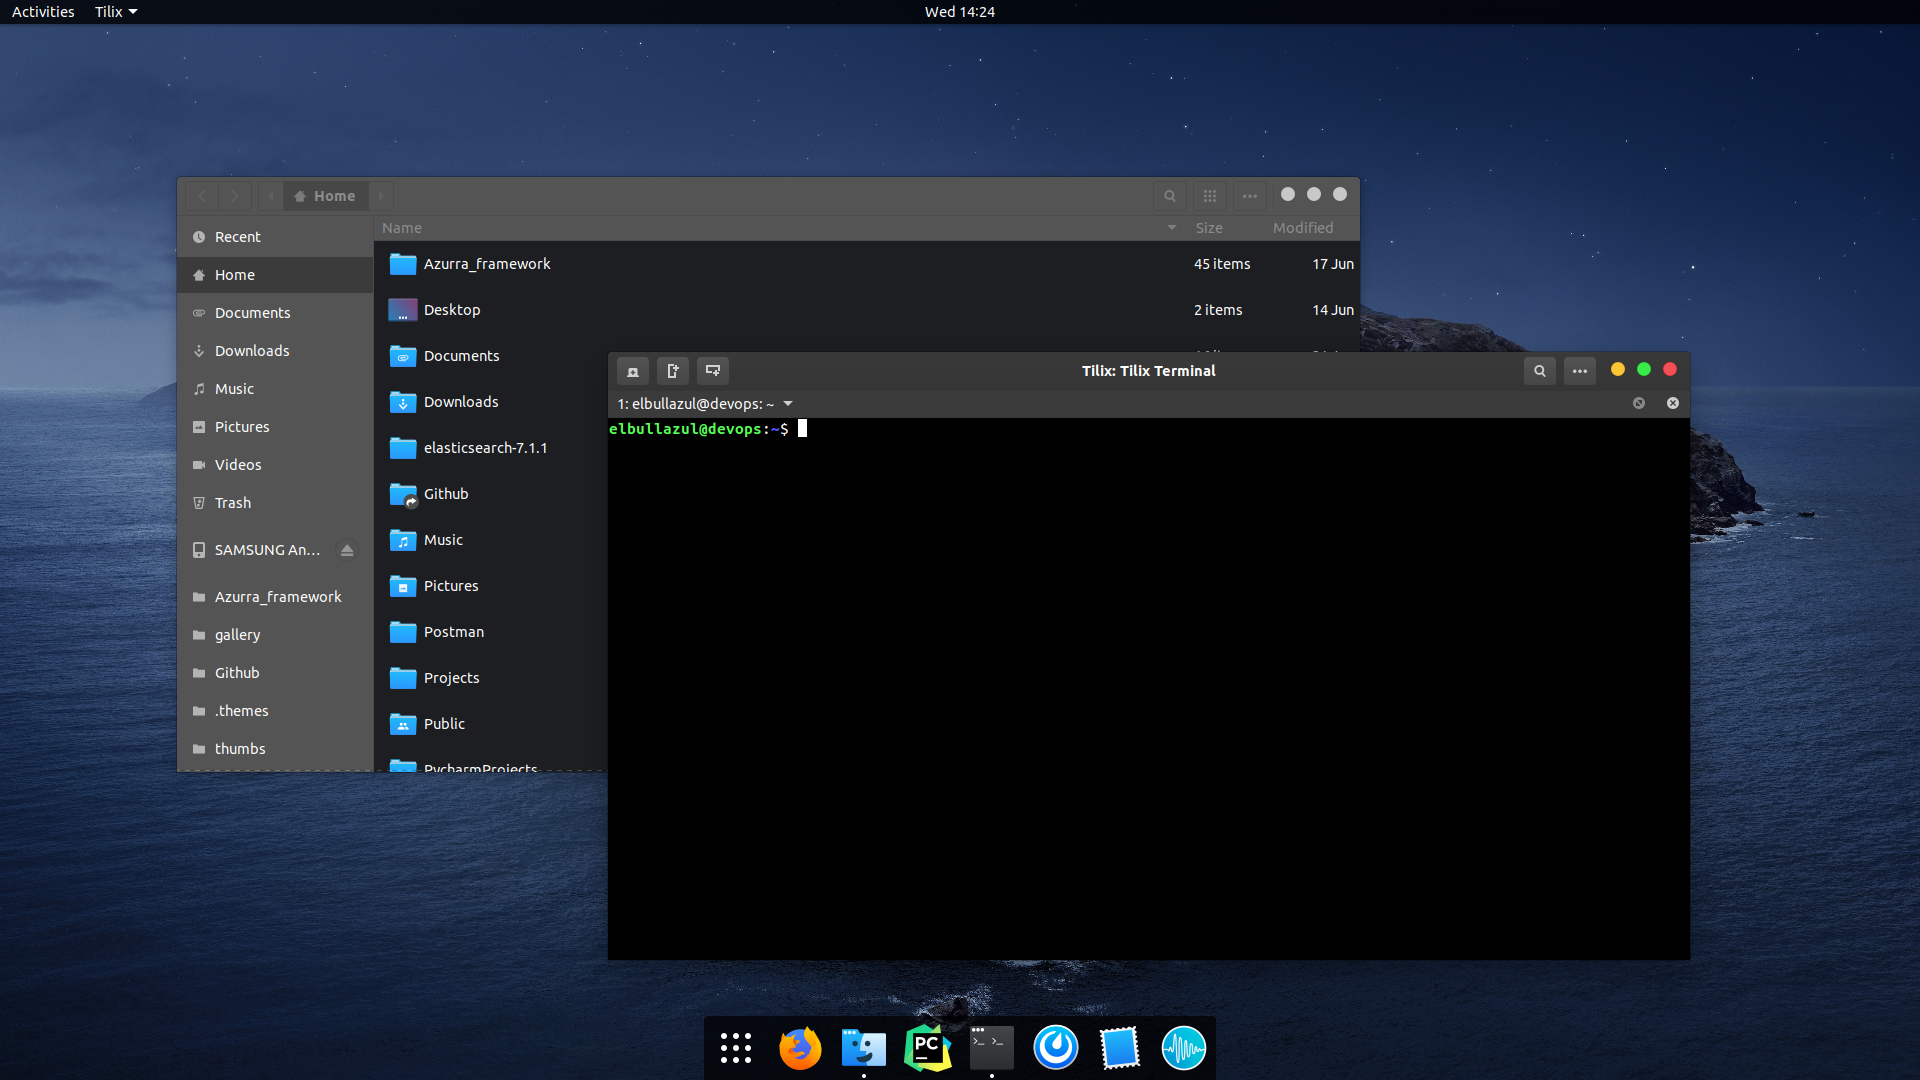 Activities Tilix Wed 14:24
Home
Name Size Modified
Recent
Home
Documents
Downloads
Music
Pictures
Videos
Trash
SAMSUNG An...
Azurra_framework
gallery
Github
.themes
thumbs
Azurra_framework 45 items 17 Jun
Desktop 2 items 14 Jun
Documents
Downloads
elasticsearch-7.1.1
Github
Music
Pictures
Postman
Projects
Public
PycharmProjects
Tilix: Tilix Terminal
1: elbullazul@devops: ~
elbullazul@devops:~$
PC